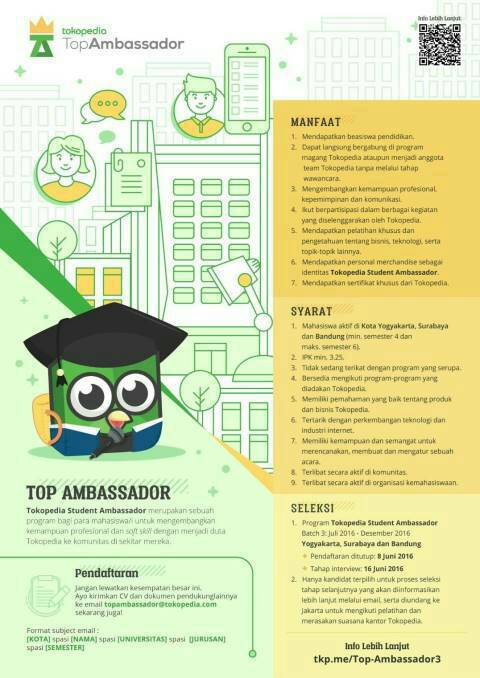 tokopedia
TopAmbassador
Info Lebih Lanjut
MANFAAT
1. Mendapatkan beasiswa pendidikan.
2. Dapat langsung bergabung di program
magang Tokopedia ataupun menjadi anggota
team Tokopedia tanpa melalui tahap
wawancara.
3. Mengembangkan kemampuan profesional,
kepemimpinan dan komunikasi.
4. Ikut berpartisipasi dalam berbagai kegiatan
yang diselenggarakan oleh Tokopedia.
5. Mendapatkan pelatihan khusus dan
pengetahuan tentang bisnis, teknologi, serta
topik-topik lainnya.
6. Mendapatkan personal merchandise sebagai
identitas Tokopedia Student Ambassador.
7. Mendapatkan sertifikat khusus dari Tokopedia.
SYARAT
1. Mahasiswa aktif di Kota Yogyakarta, Surabaya
dan Bandung (min. semester 4 dan
maks. semester 6).
2. IPK min. 3.25.
3. Tidak sedang terikat dengan program yang serupa.
4. Bersedia mengikuti program-program yang
diadakan Tokopedia.
5. Memiliki pemahaman yang baik tentang produk
dan bisnis Tokopedia.
6. Tertarik dengan perkembangan teknologi dan
industri internet.
7. Memiliki kemampuan dan semangat untuk
merencanakan, membuat dan mengatur sebuah
acara.
8. Terlibat secara aktif di komunitas.
9. Terlibat secara aktif di organisasi kemahasiswaan.
SELEKSI
1. Program Tokopedia Student Ambassador
Batch 3: Juli 2016 - Desember 2016
Yogyakarta, Surabaya dan Bandung
Pendaftaran ditutup: 8 Juni 2016
Tahap interview: 16 Juni 2016
2. Hanya kandidat terpilih untuk proses seleksi
tahap selanjutnya yang akan diinformasikan
lebih lanjut melalui email, serta diundang ke
Jakarta untuk mengikuti pelatihan dan
merasakan suasana kantor Tokopedia.
Info Lebih Lanjut
tkp.me/Top-Ambassador3
TOP AMBASSADOR
Tokopedia Student Ambassador merupakan sebuah
program bagi para mahasiswa/i untuk mengembangkan
kemampuan profesional dan soft skill dengan menjadi duta
Tokopedia ke komunitas di sekitar mereka.
Pendaftaran
Jangan lewatkan kesempatan besar ini.
Ayo kirimkan CV dan dokumen pendukunglainnya
ke email topambassador@tokopedia.com
sekarang juga!
Format subject email :
[KOTA] spasi [NAMA] spasi [UNIVERSITAS] spasi [JURUSAN]
spasi [SEMESTER]